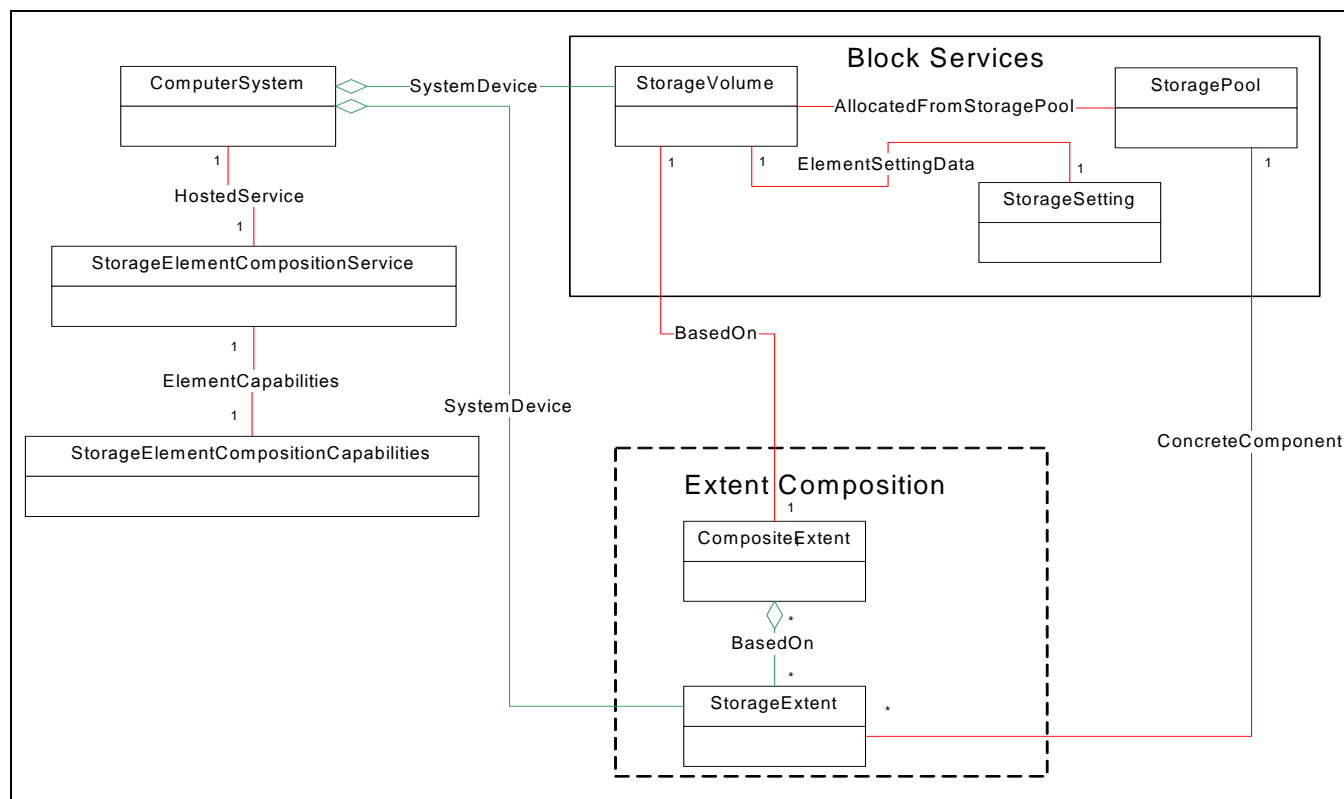 Block Services
ComputerSystem
SystemDevice
StorageVolume
AllocatedFromStoragePool
StoragePool
1
1
1
ElementSettingData
1
1
HostedService
StorageSetting
1
StorageElementCompositionService
BasedOn
1
ElementCapabilities
SystemDevice
1
ConcreteComponent
StorageElementCompositionCapabilities
Extent Composition
1
CompositeExtent
*
BasedOn
*
StorageExtent
*